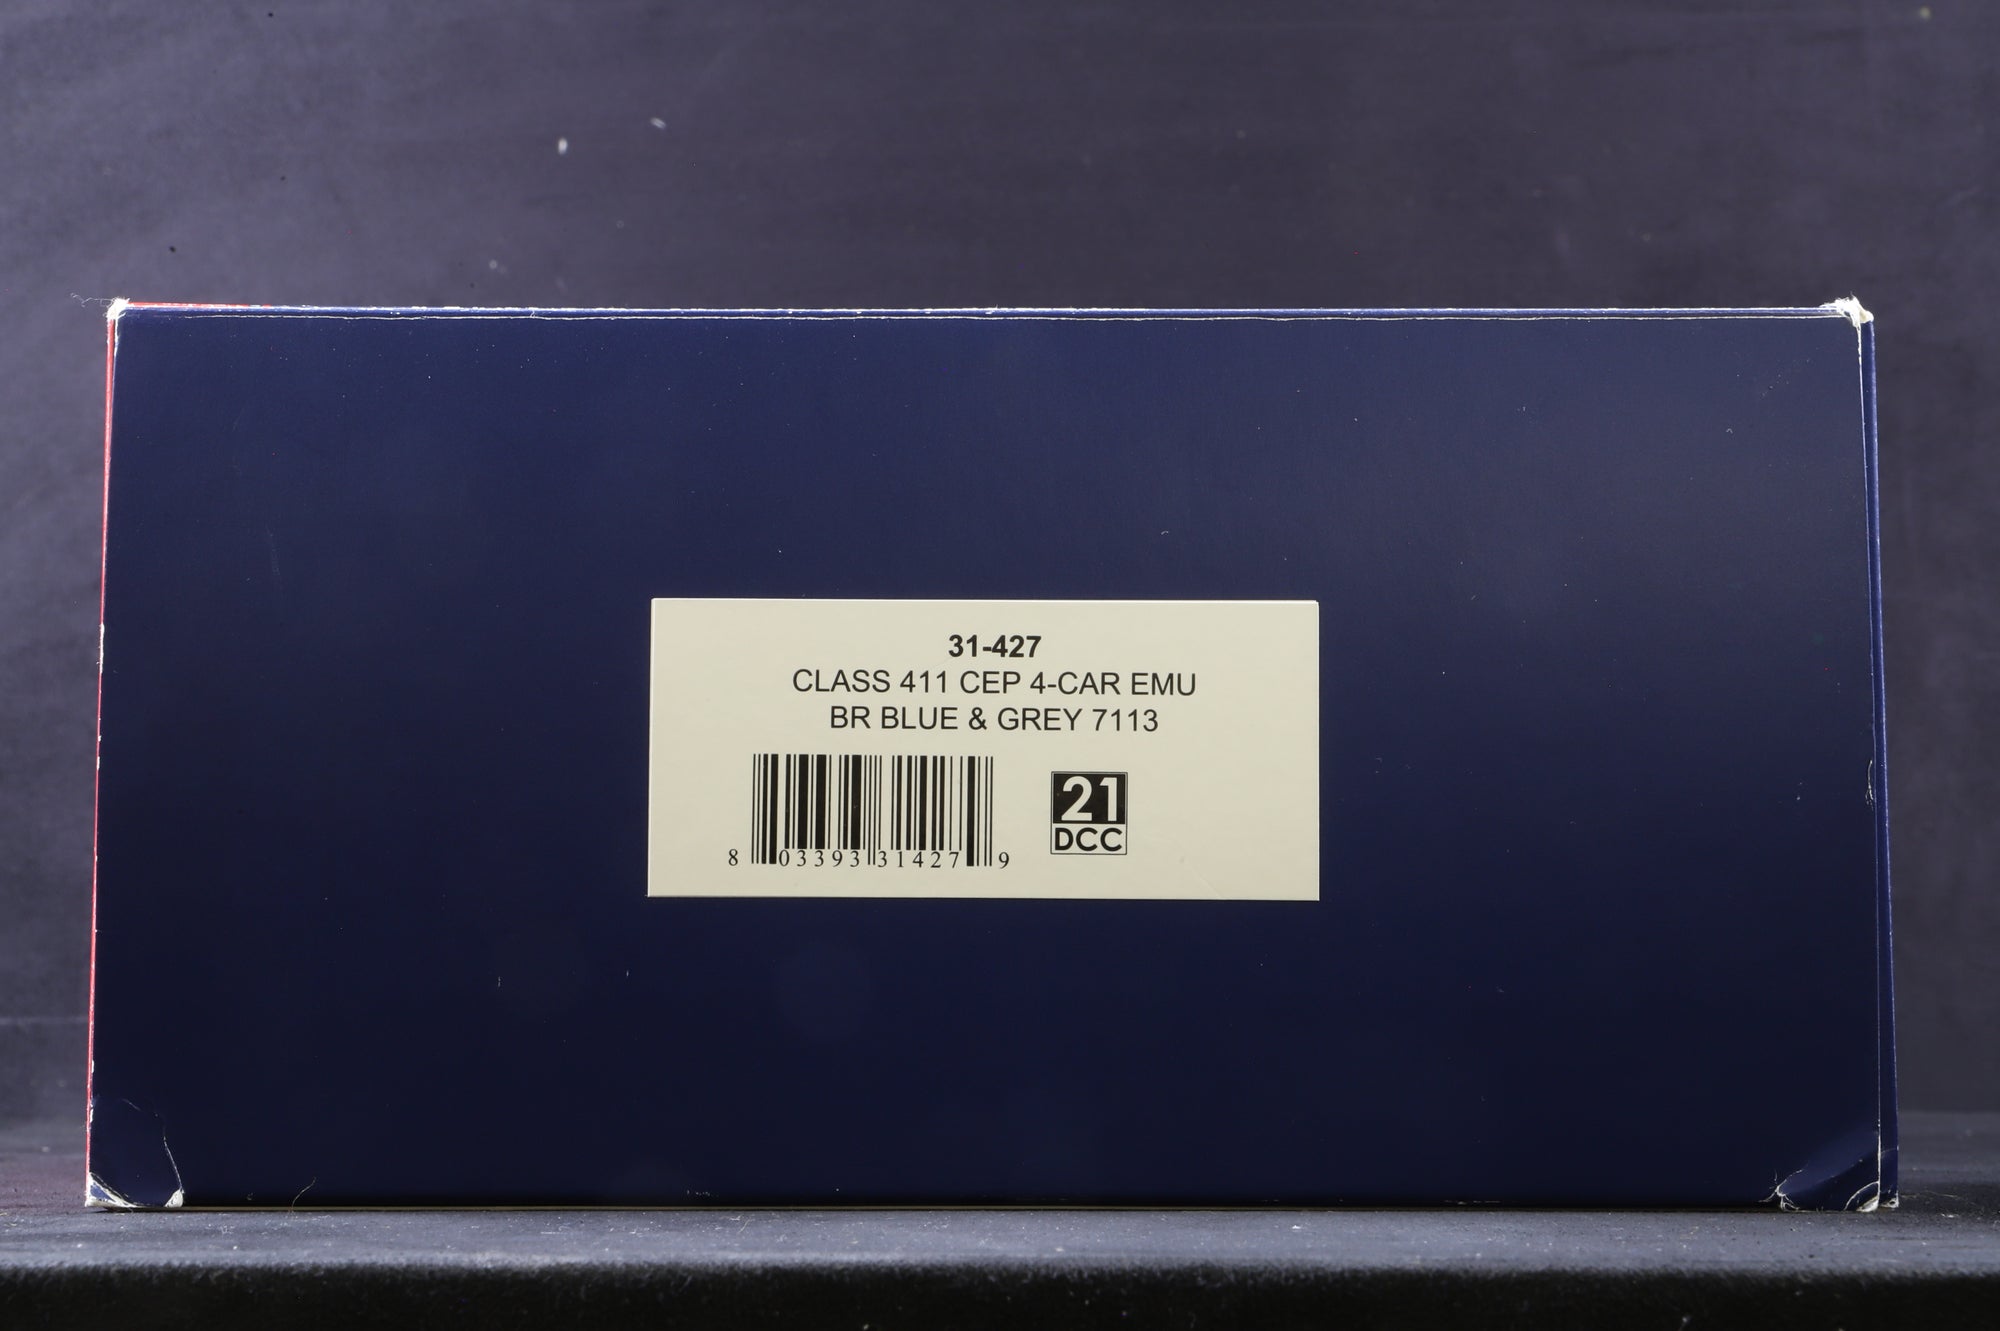 31-427
CLASS 411 CEP 4-CAR EMU
BR BLUE & GREY 7113
8 03393 31427 9
21
DCC